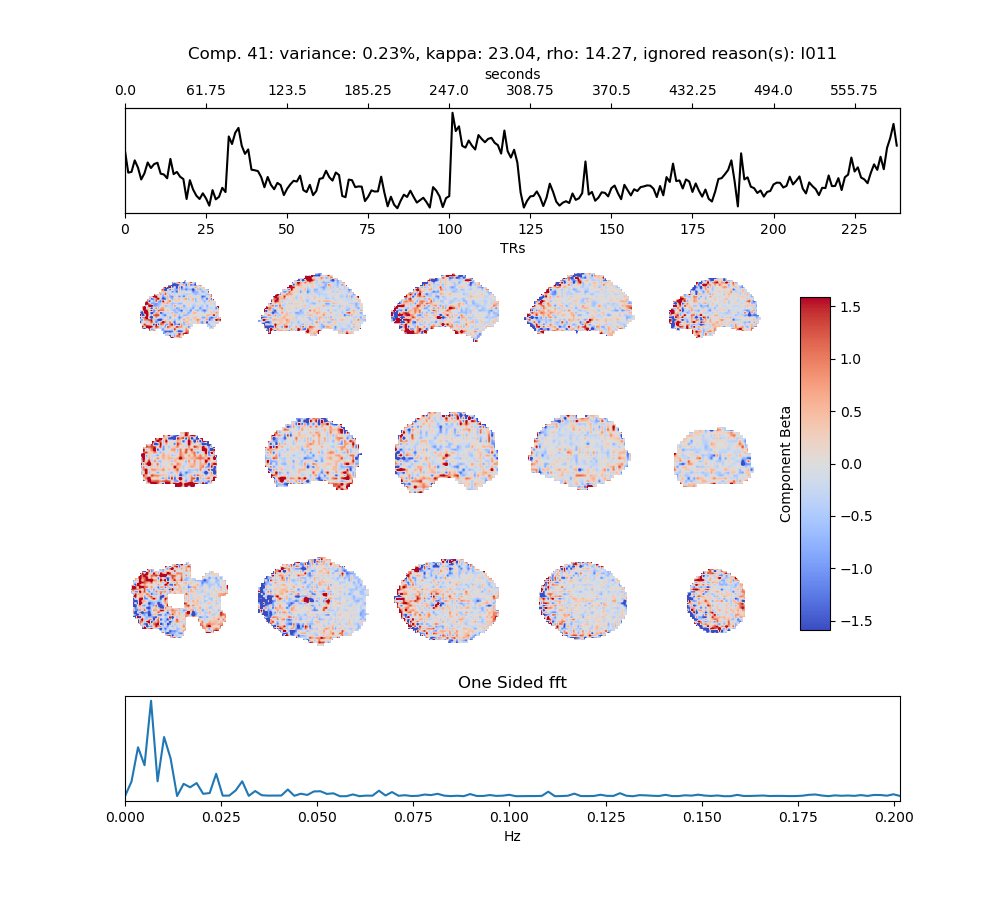 Comp. 41: variance: 0.23%, kappa: 23.04, rho: 14.27, ignored reason(s): I011
seconds
0.0 61.75 123.5 185.25 247.0 308.75 370.5 432.25 494.0 555.75
0 25 50 75 100 125 150 175 200 225
TRs
1.5
1.0
0.5
0.0
−0.5
−1.0
−1.5
Component Beta
One Sided fft
0.000 0.025 0.050 0.075 0.100 0.125 0.150 0.175 0.200
Hz